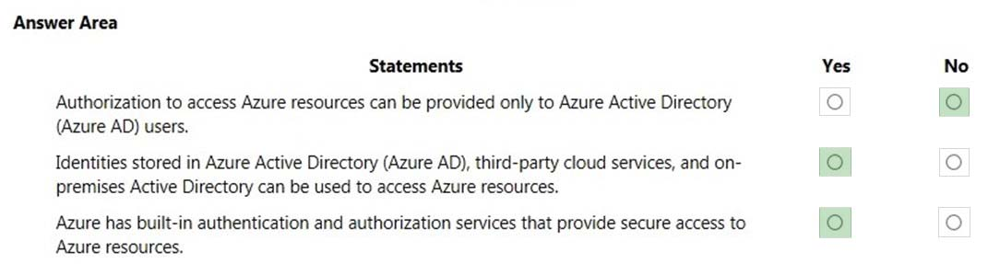 Answer Area
Statements Yes No
Authorization to access Azure resources can be provided only to Azure Active Directory
(Azure AD) users.
Identities stored in Azure Active Directory (Azure AD), third-party cloud services, and on-
premises Active Directory can be used to access Azure resources.
Azure has built-in authentication and authorization services that provide secure access to
Azure resources.